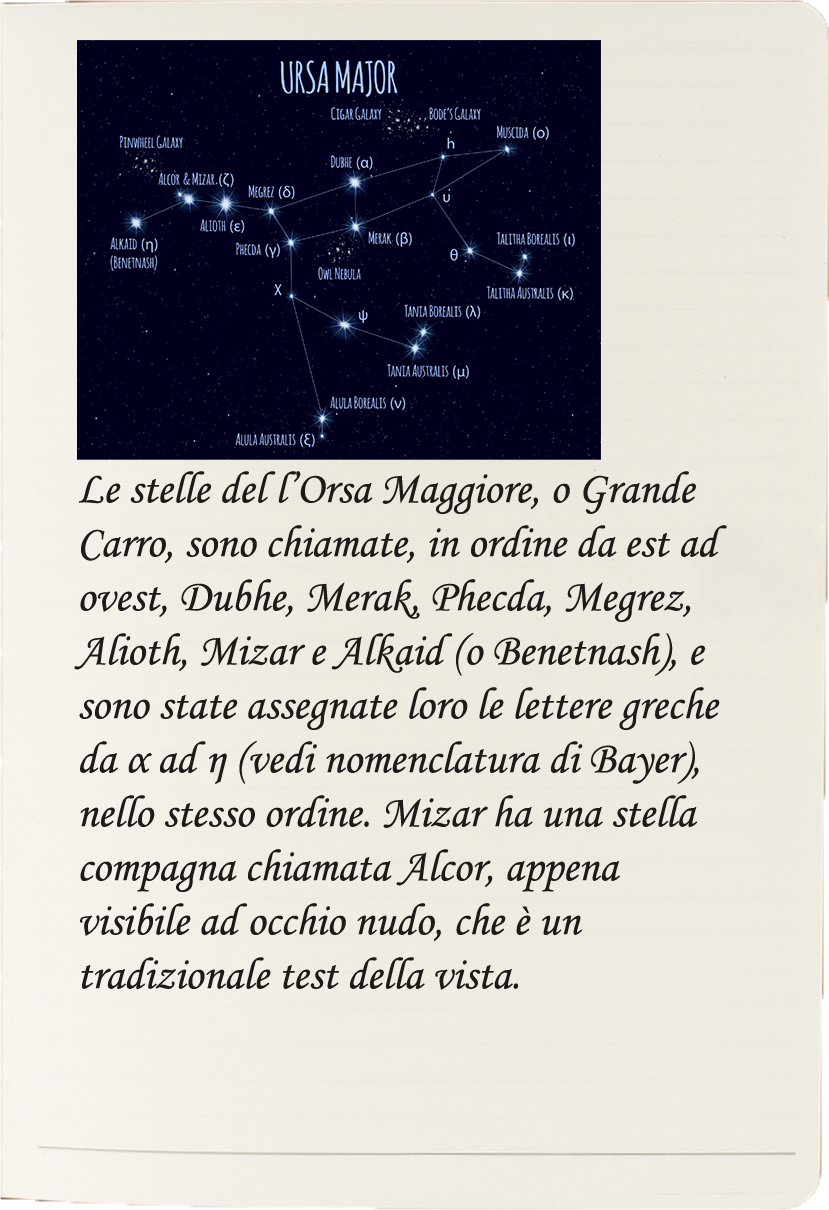 URSA MAJOR
CIGAR GALAXY
BODE'S GALAXY
MUSCIDA (ο)
PINWHEEL GALAXY
h
DUBHE (α)
ALCOR & MIZAR (ζ)
MEGREZ (δ)
υ
ALIOTH (ε)
MERAK (β)
TALITHA BOREALIS (ι)
ALKAID (η)
(BENETNASH)
PHECDA (γ)
θ
OWL NEBULA
χ
TALITHA AUSTRALIS (κ)
ψ
TANIA BOREALIS (λ)
TANIA AUSTRALIS (μ)
ALULA BOREALIS (ν)
ALULA AUSTRALIS (ξ)
Le stelle del l'Orsa Maggiore, o Grande
Carro, sono chiamate, in ordine da est ad
ovest, Dubhe, Merak, Phecda, Megrez,
Alioth, Mizar e Alkaid (o Benetnash), e
sono state assegnate loro le lettere greche
da α ad η (vedi nomenclatura di Bayer),
nello stesso ordine. Mizar ha una stella
compagna chiamata Alcor, appena
visibile ad occhio nudo, che è un
tradizionale test della vista.